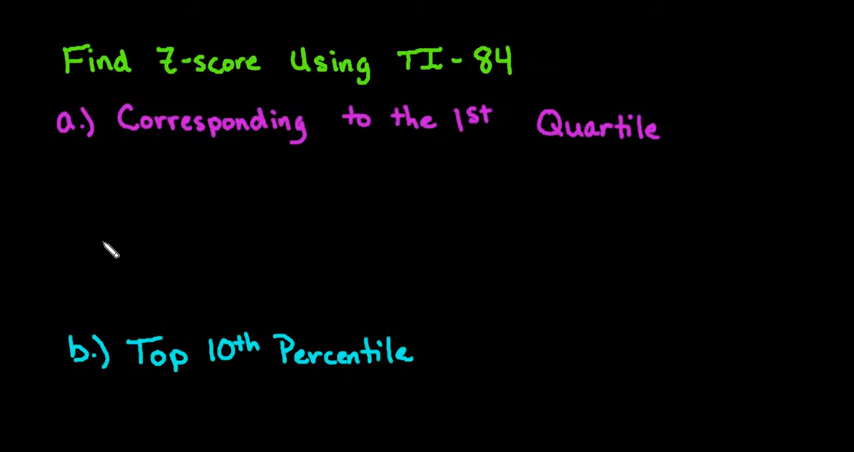 Find Z-score Using TI-84
a.) Corresponding to the 1st Quartile
b.) Top 10th Percentile